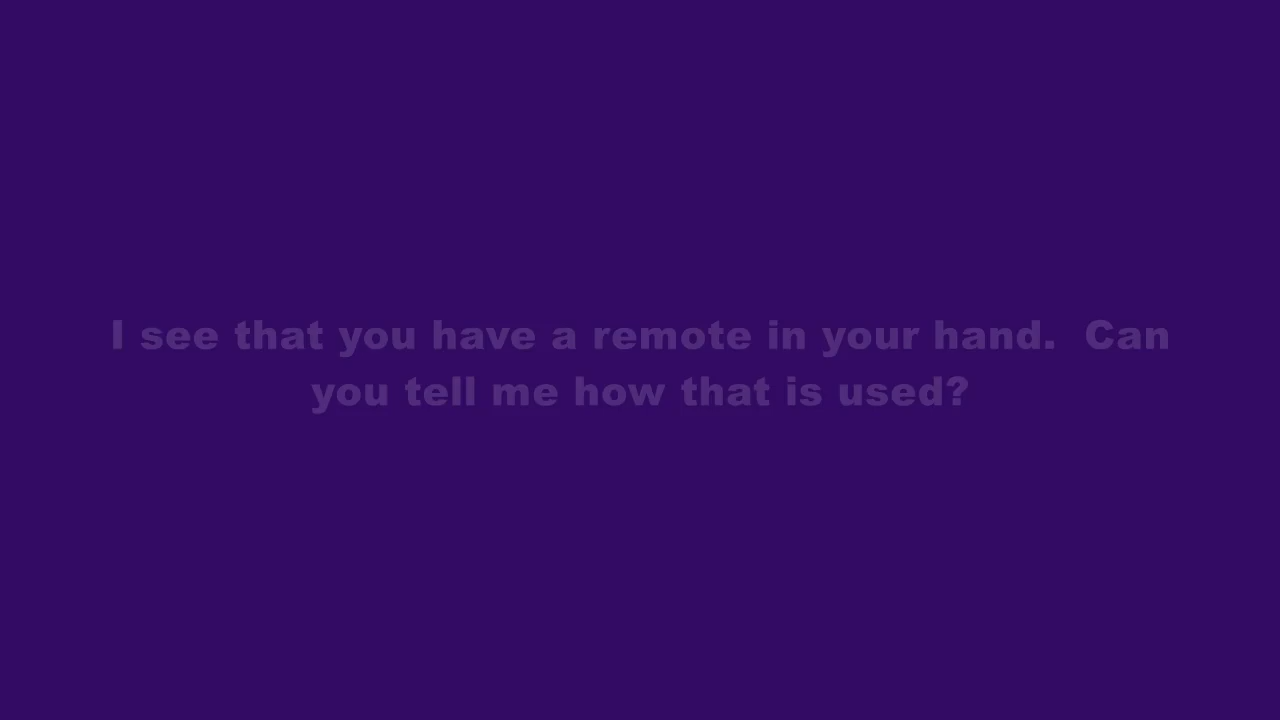 I see that you have a remote in your hand.  Can
you tell me how that is used?